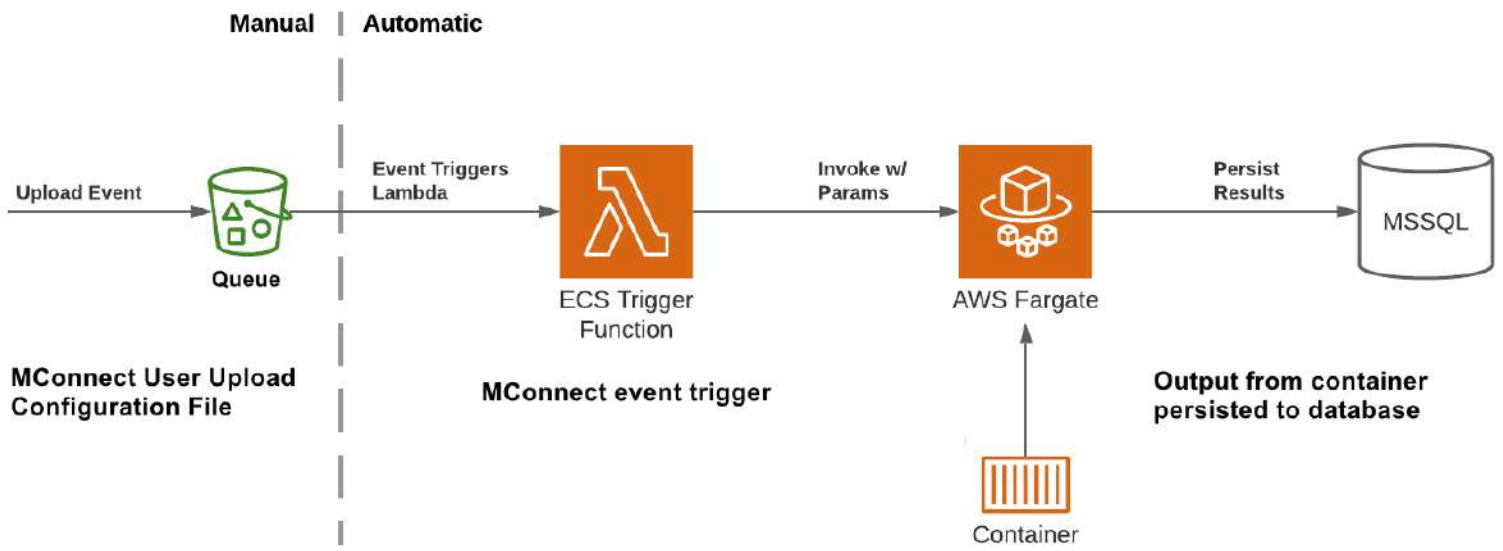 Manual
Automatic
Upload Event
Queue
Event Triggers
Lambda
ECS Trigger
Function
Invoke w/
Params
AWS Fargate
Persist
Results
MSSQL
MConnect User Upload
Configuration File
MConnect event trigger
Output from container
persisted to database
Container